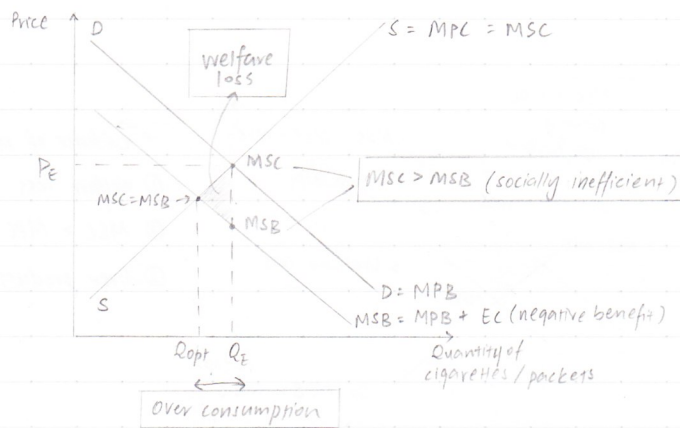 Price
D
S = MPC = MSC
welfare
loss
PE
MSC
MSC > MSB (socially inefficient)
MSC=MSB →
MSB
D = MPB
MSB = MPB + EC (negative benefit)
S
Qopt
QE
Quantity of
cigarettes/packets
Over consumption